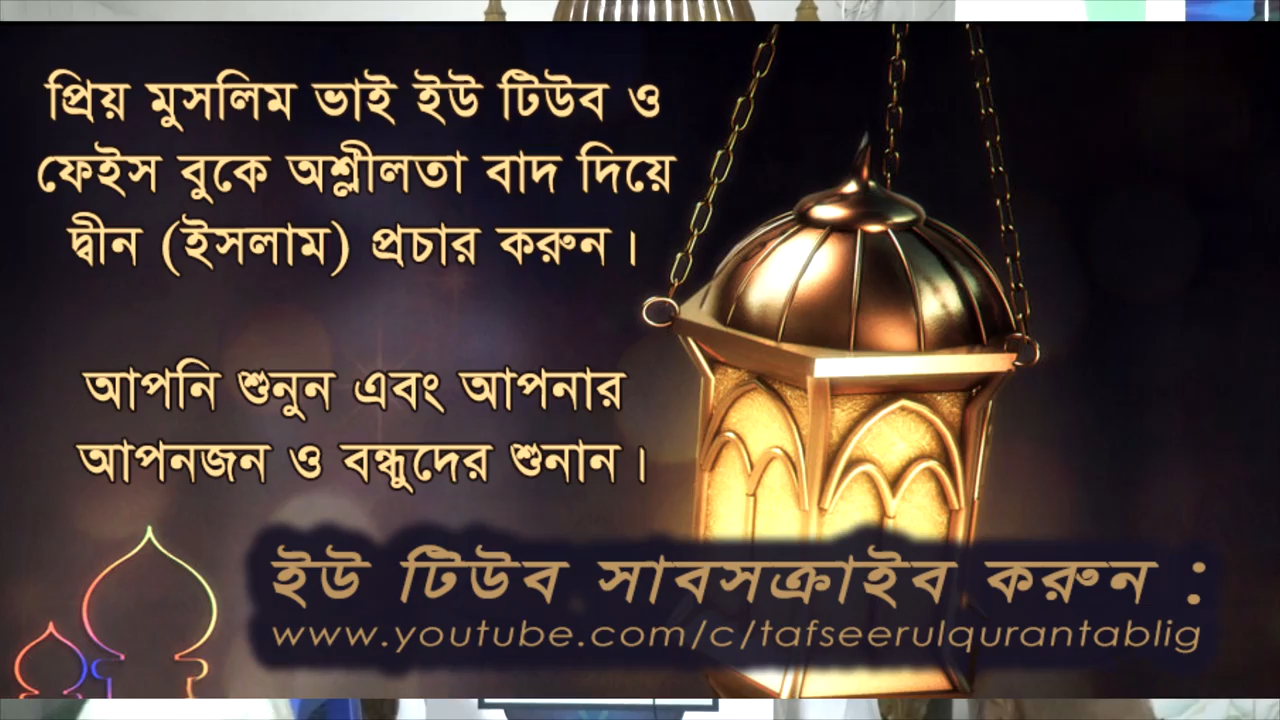 প্রিয় মুসলিম ভাই ইউ টিউব ও
ফেইস বুকে অশ্লীলতা বাদ দিয়ে
দ্বীন (ইসলাম) প্রচার করুন।
আপনি শুনুন এবং আপনার
আপনজন ও বন্ধুদের শুনান।
ইউ টিউব সাবসক্রাইব করুন :
www.youtube.com/c/tafseerulqurantablig